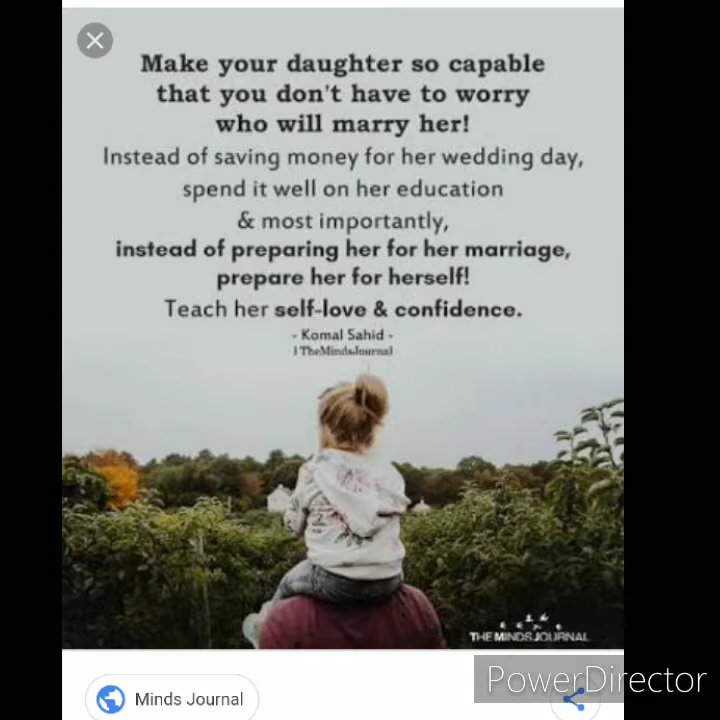 Make your daughter so capable
that you don't have to worry
who will marry her!
Instead of saving money for her wedding day,
spend it well on her education
& most importantly,
instead of preparing her for her marriage,
prepare her for herself!
Teach her self-love & confidence.
- Komal Sahid -
| TheMindsJournal
THE MINDS JOURNAL
PowerDirector
Minds Journal